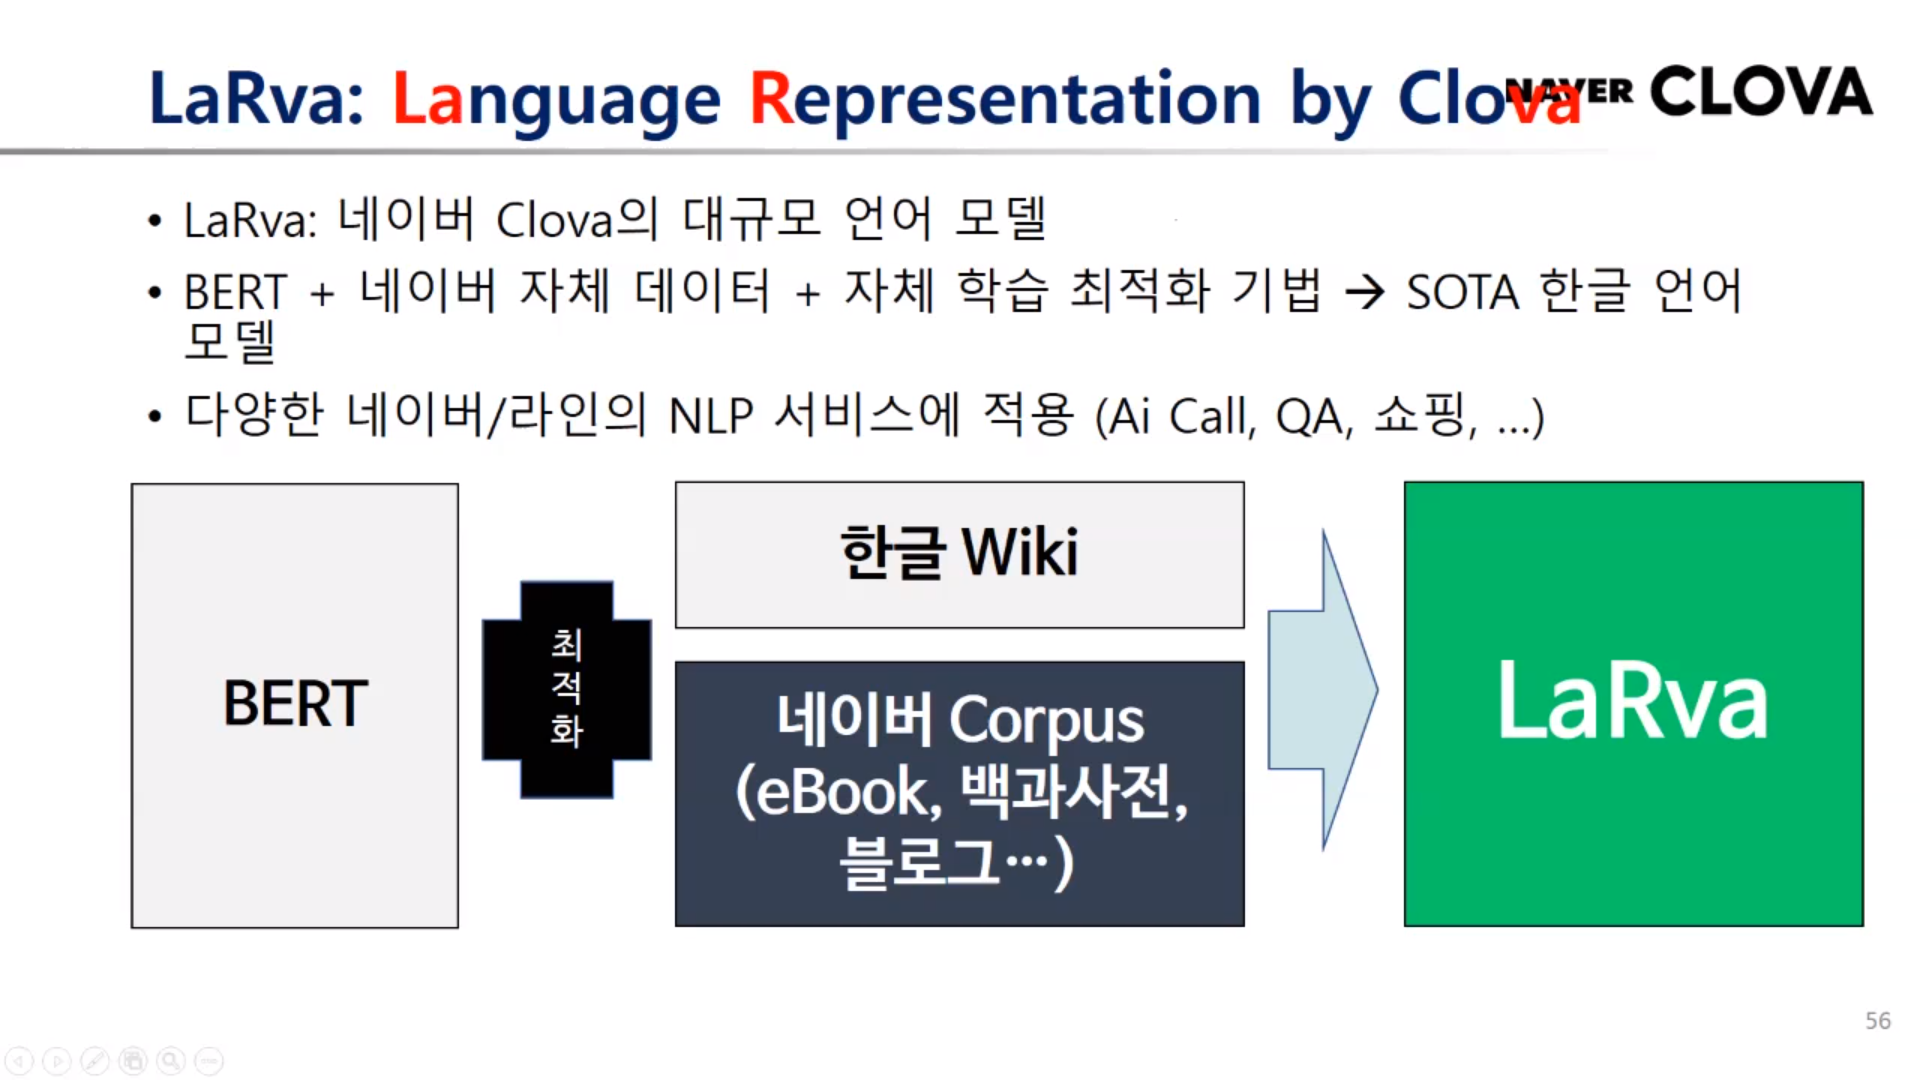 LaRva: Language Representation by Clova
NAVER CLOVA
• LaRva: 네이버 Clova의 대규모 언어 모델
• BERT + 네이버 자체 데이터 + 자체 학습 최적화 기법 → SOTA 한글 언어
모델
• 다양한 네이버/라인의 NLP 서비스에 적용 (Ai Call, QA, 쇼핑, ...)
BERT
최
적
화
한글 Wiki
네이버 Corpus
(eBook, 백과사전,
블로그…)
LaRva
56